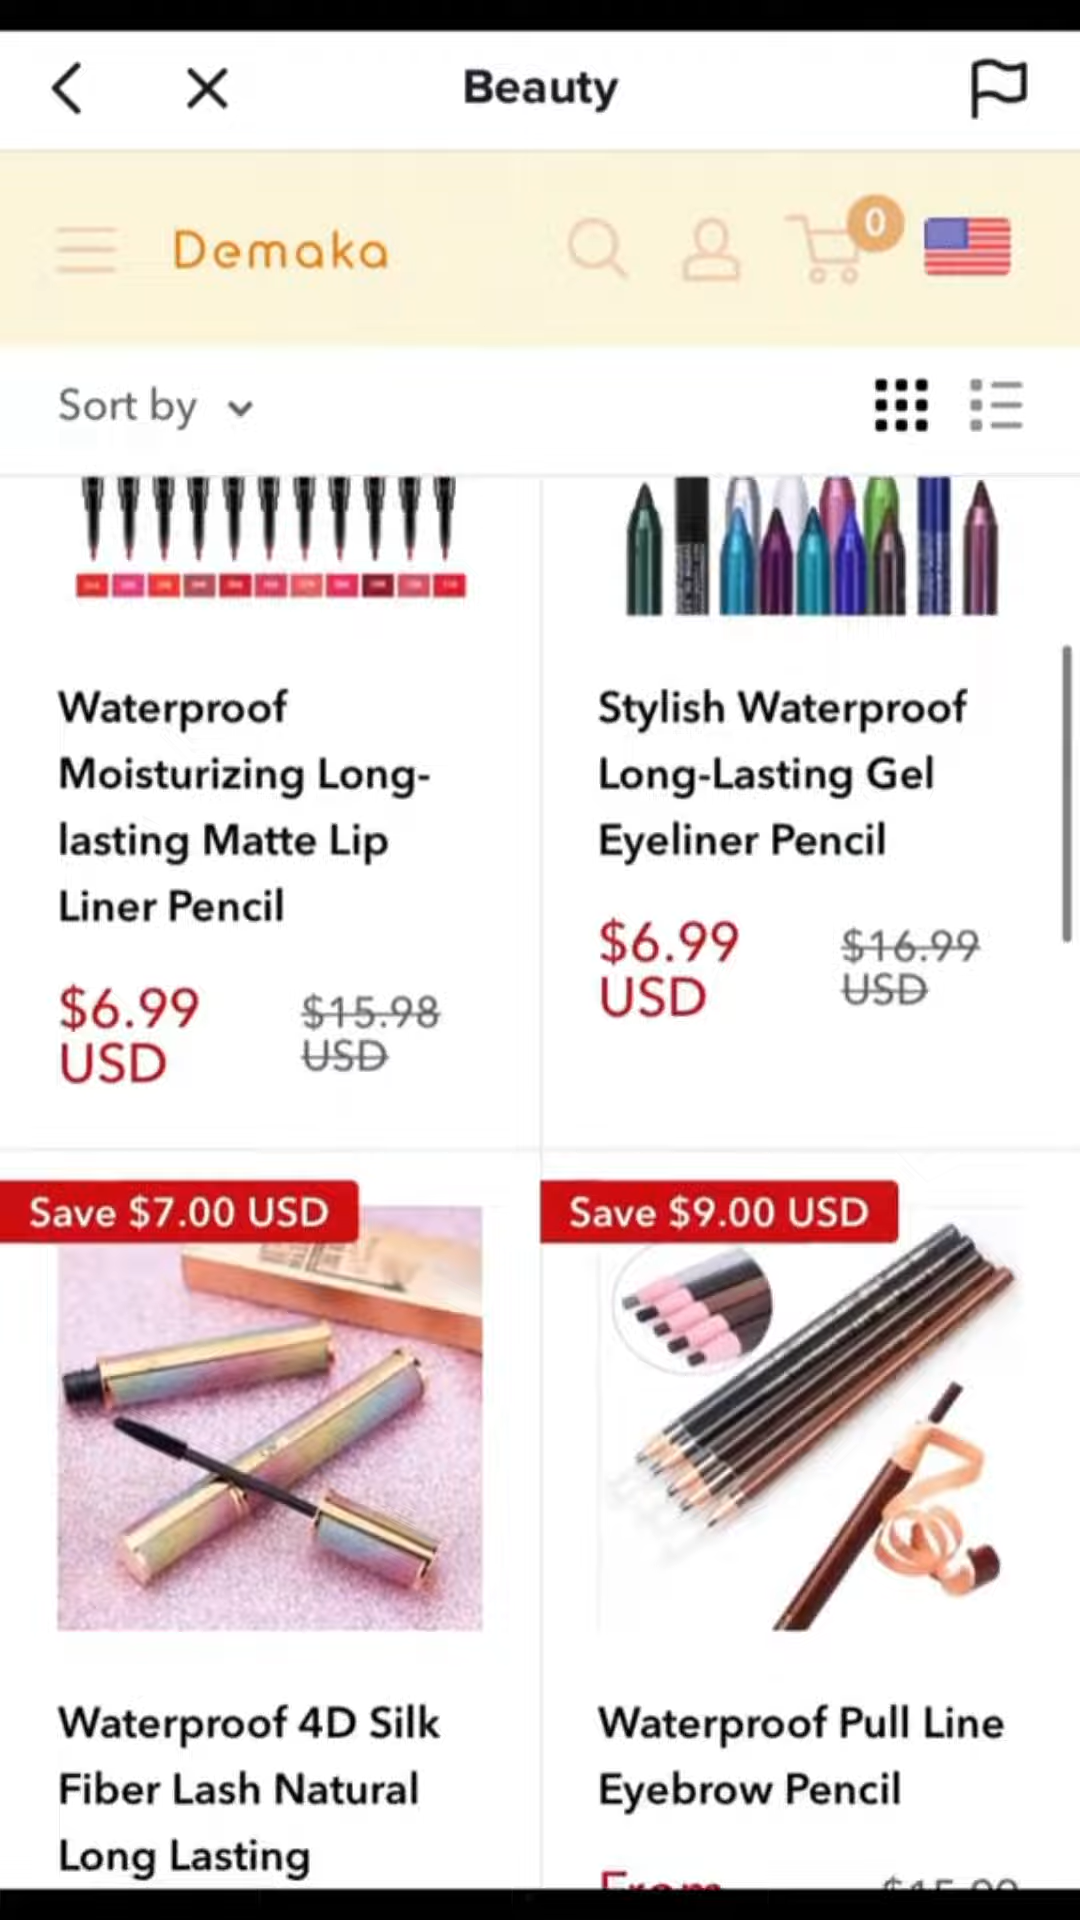 Beauty
Demaka
0
Sort by
Waterproof
Moisturizing Long-
lasting Matte Lip
Liner Pencil
$6.99
USD
$15.98
USD
Stylish Waterproof
Long-Lasting Gel
Eyeliner Pencil
$6.99
USD
$16.99
USD
Save $7.00 USD
Waterproof 4D Silk
Fiber Lash Natural
Long Lasting
Save $9.00 USD
Waterproof Pull Line
Eyebrow Pencil
From